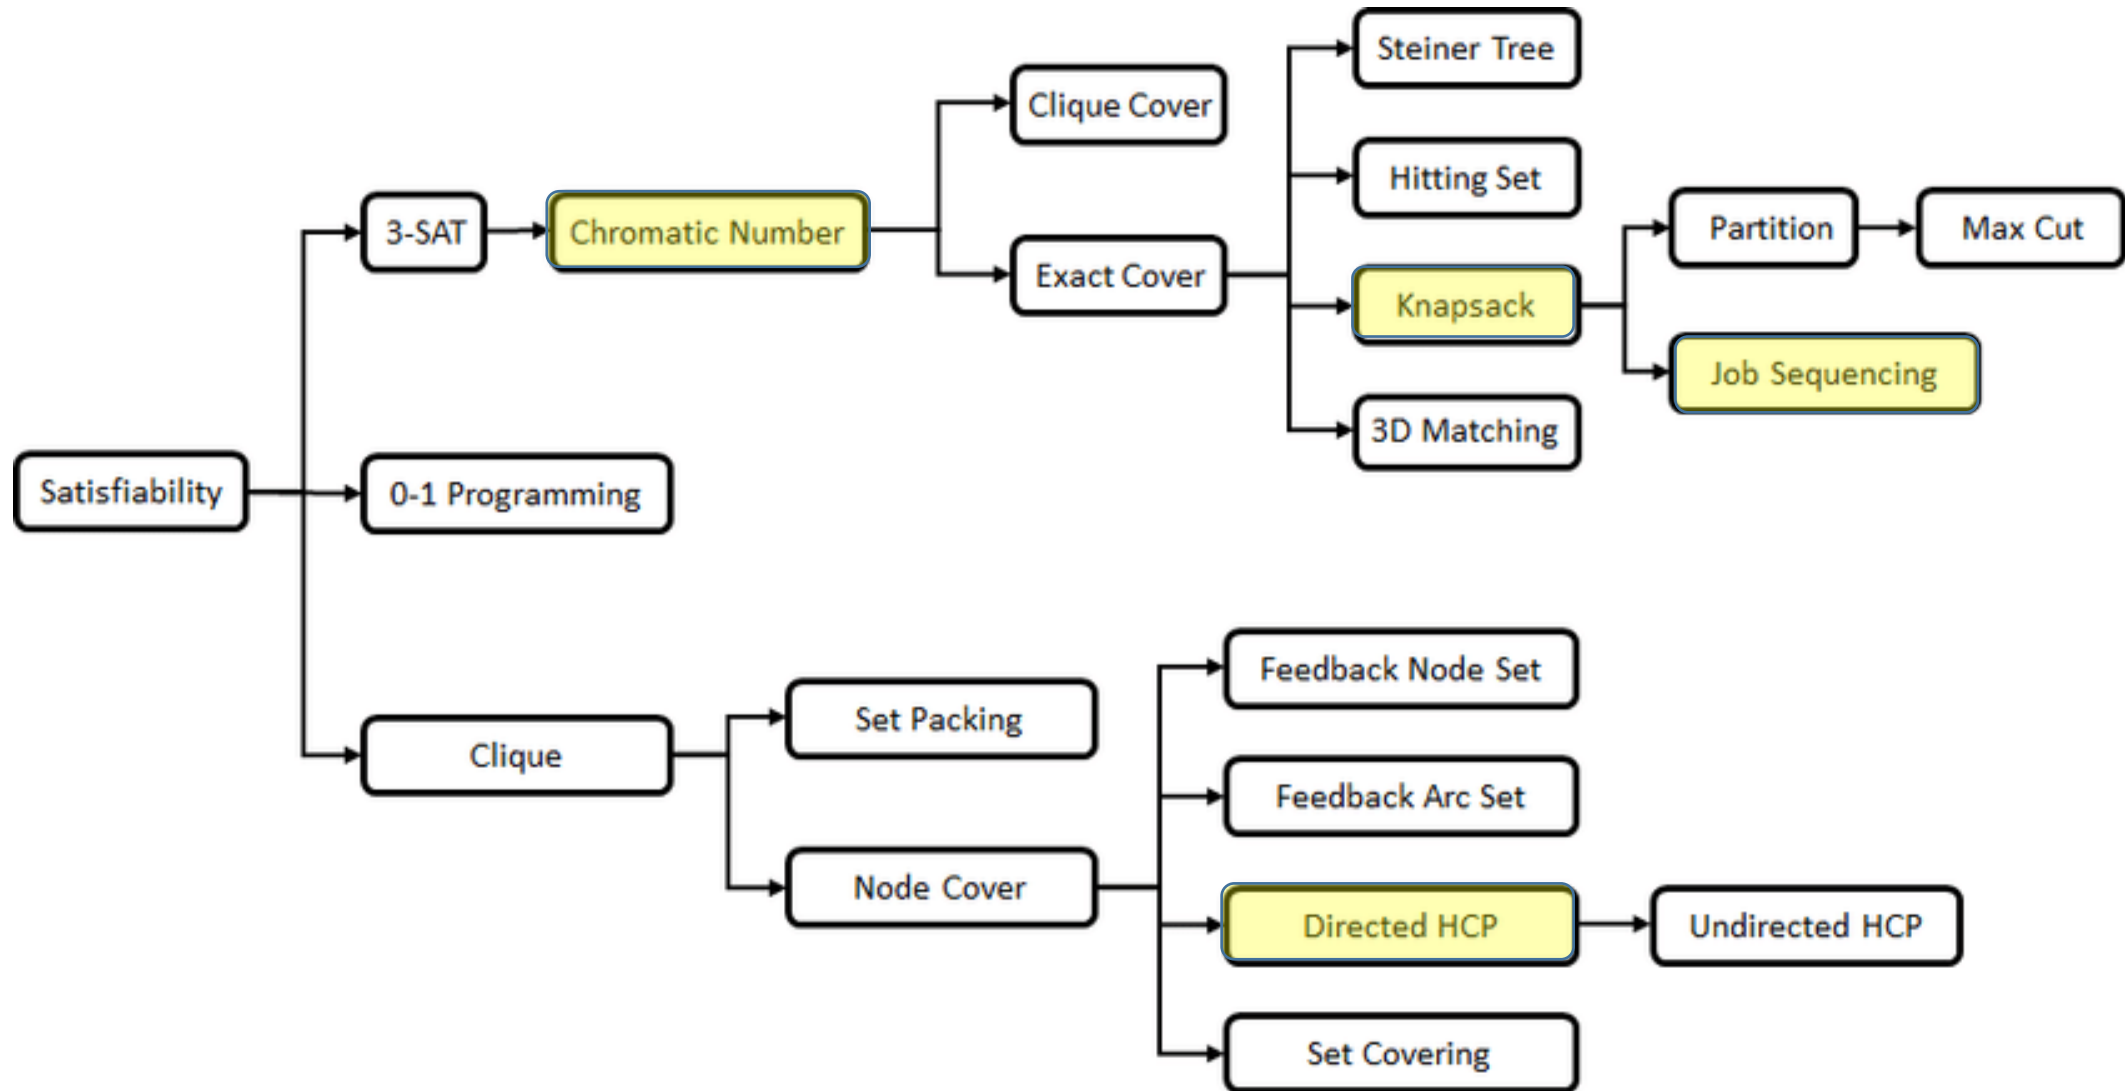 Steiner Tree
Clique Cover
Hitting Set
3-SAT
Chromatic Number
Partition
Max Cut
Exact Cover
Knapsack
Job Sequencing
3D Matching
Satisfiability
0-1 Programming
Feedback Node Set
Set Packing
Clique
Feedback Arc Set
Node Cover
Directed HCP
Undirected HCP
Set Covering